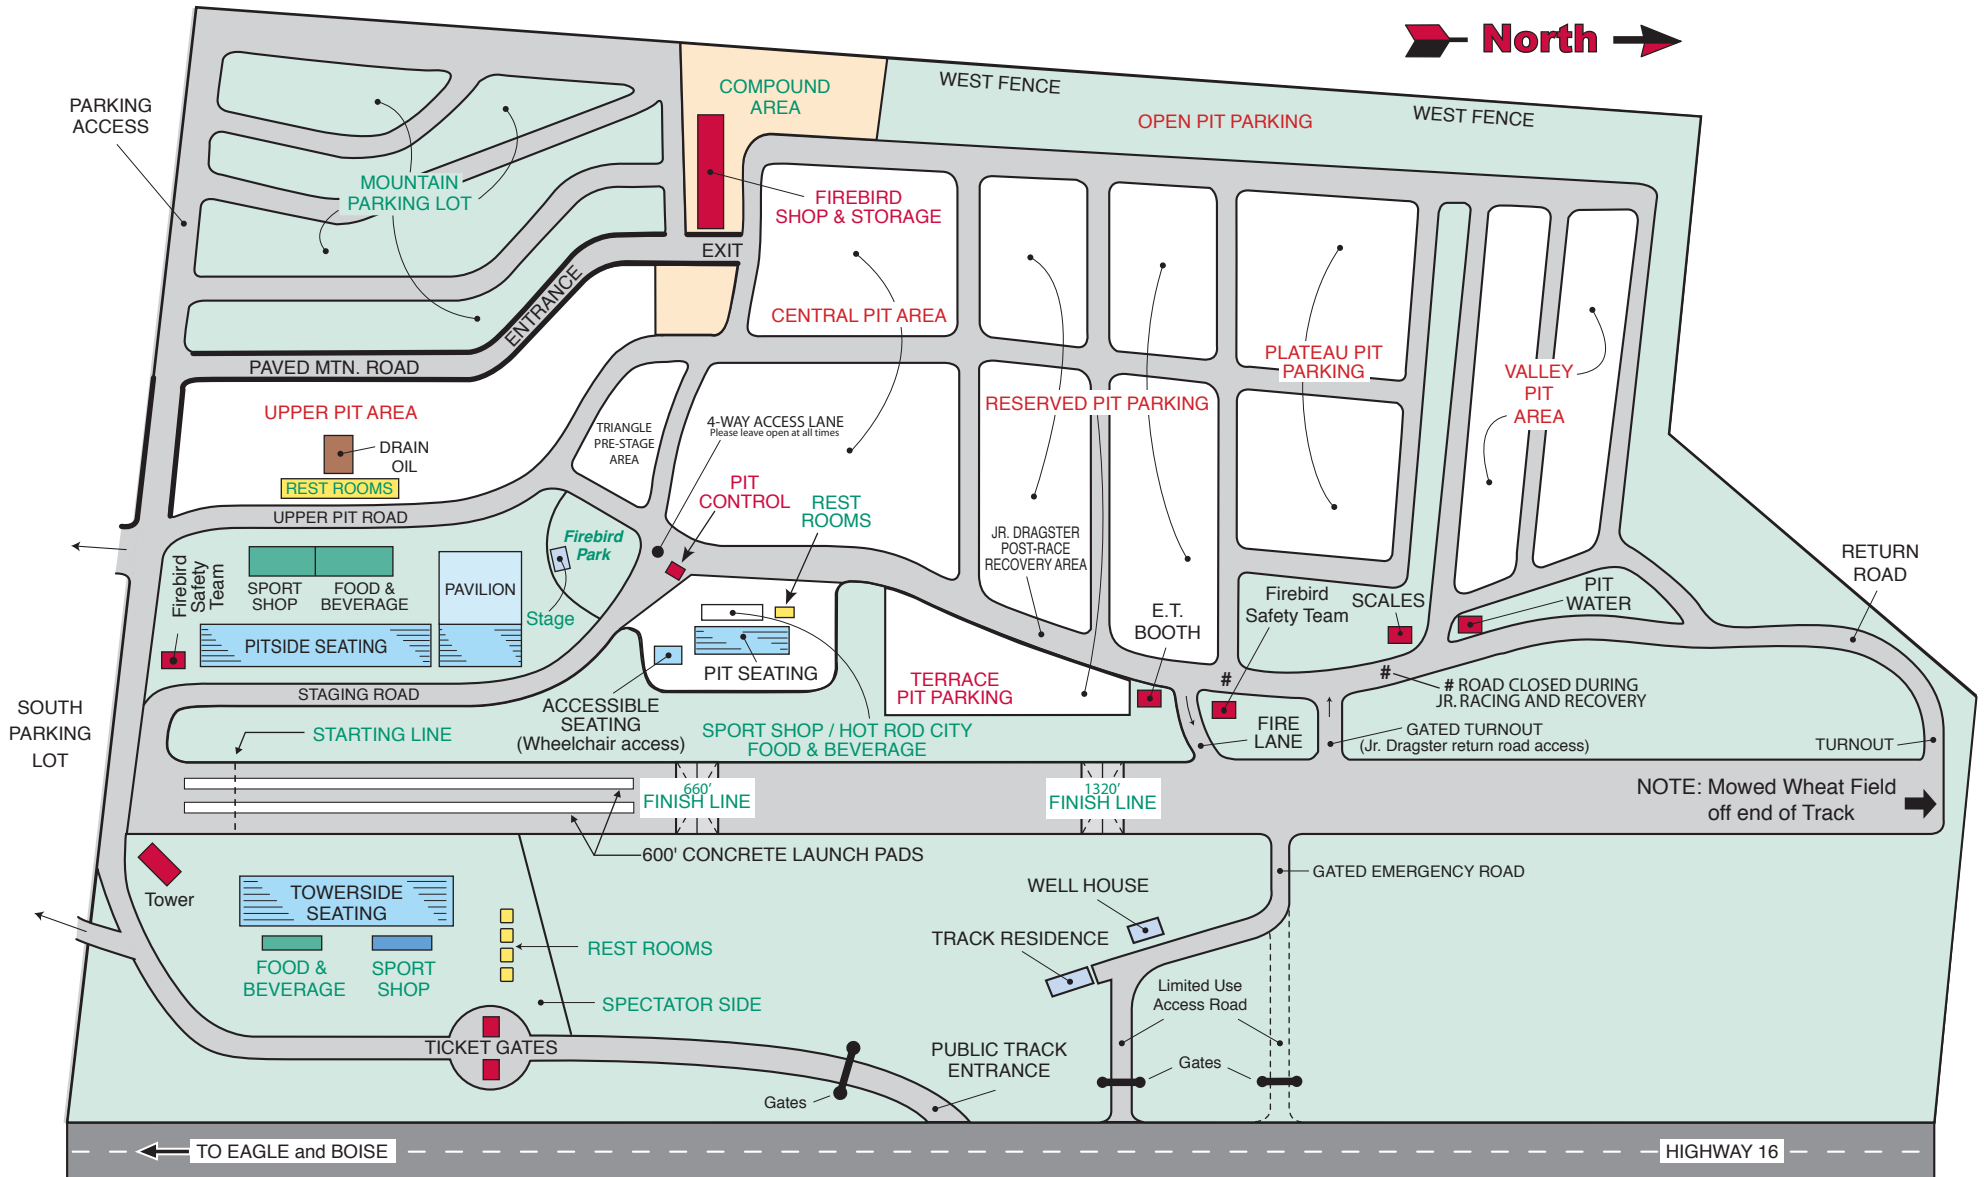 North
WEST FENCE
WEST FENCE
COMPOUND
AREA
OPEN PIT PARKING
PARKING
ACCESS
MOUNTAIN
PARKING LOT
FIREBIRD
SHOP & STORAGE
EXIT
ENTRANCE
CENTRAL PIT AREA
PAVED MTN. ROAD
PLATEAU PIT
PARKING
VALLEY
PIT
AREA
UPPER PIT AREA
RESERVED PIT PARKING
TRIANGLE
PRE-STAGE
AREA
4-WAY ACCESS LANE
Please leave open at all times
DRAIN
OIL
REST ROOMS
PIT
CONTROL
REST
ROOMS
UPPER PIT ROAD
Firebird
Park
JR. DRAGSTER
POST-RACE
RECOVERY AREA
RETURN
ROAD
Firebird
Safety
Team
SPORT
SHOP
FOOD &
BEVERAGE
PAVILION
Stage
E.T.
BOOTH
Firebird
Safety Team
SCALES
PIT
WATER
PITSIDE SEATING
PIT SEATING
TERRACE
PIT PARKING
#
#
# ROAD CLOSED DURING
JR. RACING AND RECOVERY
STAGING ROAD
ACCESSIBLE
SEATING
(Wheelchair access)
SOUTH
PARKING
LOT
STARTING LINE
SPORT SHOP / HOT ROD CITY
FOOD & BEVERAGE
FIRE
LANE
GATED TURNOUT
(Jr. Dragster return road access)
TURNOUT
660'
FINISH LINE
1320'
FINISH LINE
NOTE: Mowed Wheat Field
off end of Track
600' CONCRETE LAUNCH PADS
Tower
TOWERSIDE
SEATING
GATED EMERGENCY ROAD
WELL HOUSE
TRACK RESIDENCE
REST ROOMS
FOOD &
BEVERAGE
SPORT
SHOP
SPECTATOR SIDE
Limited Use
Access Road
TICKET GATES
PUBLIC TRACK
ENTRANCE
Gates
Gates
TO EAGLE and BOISE
HIGHWAY 16